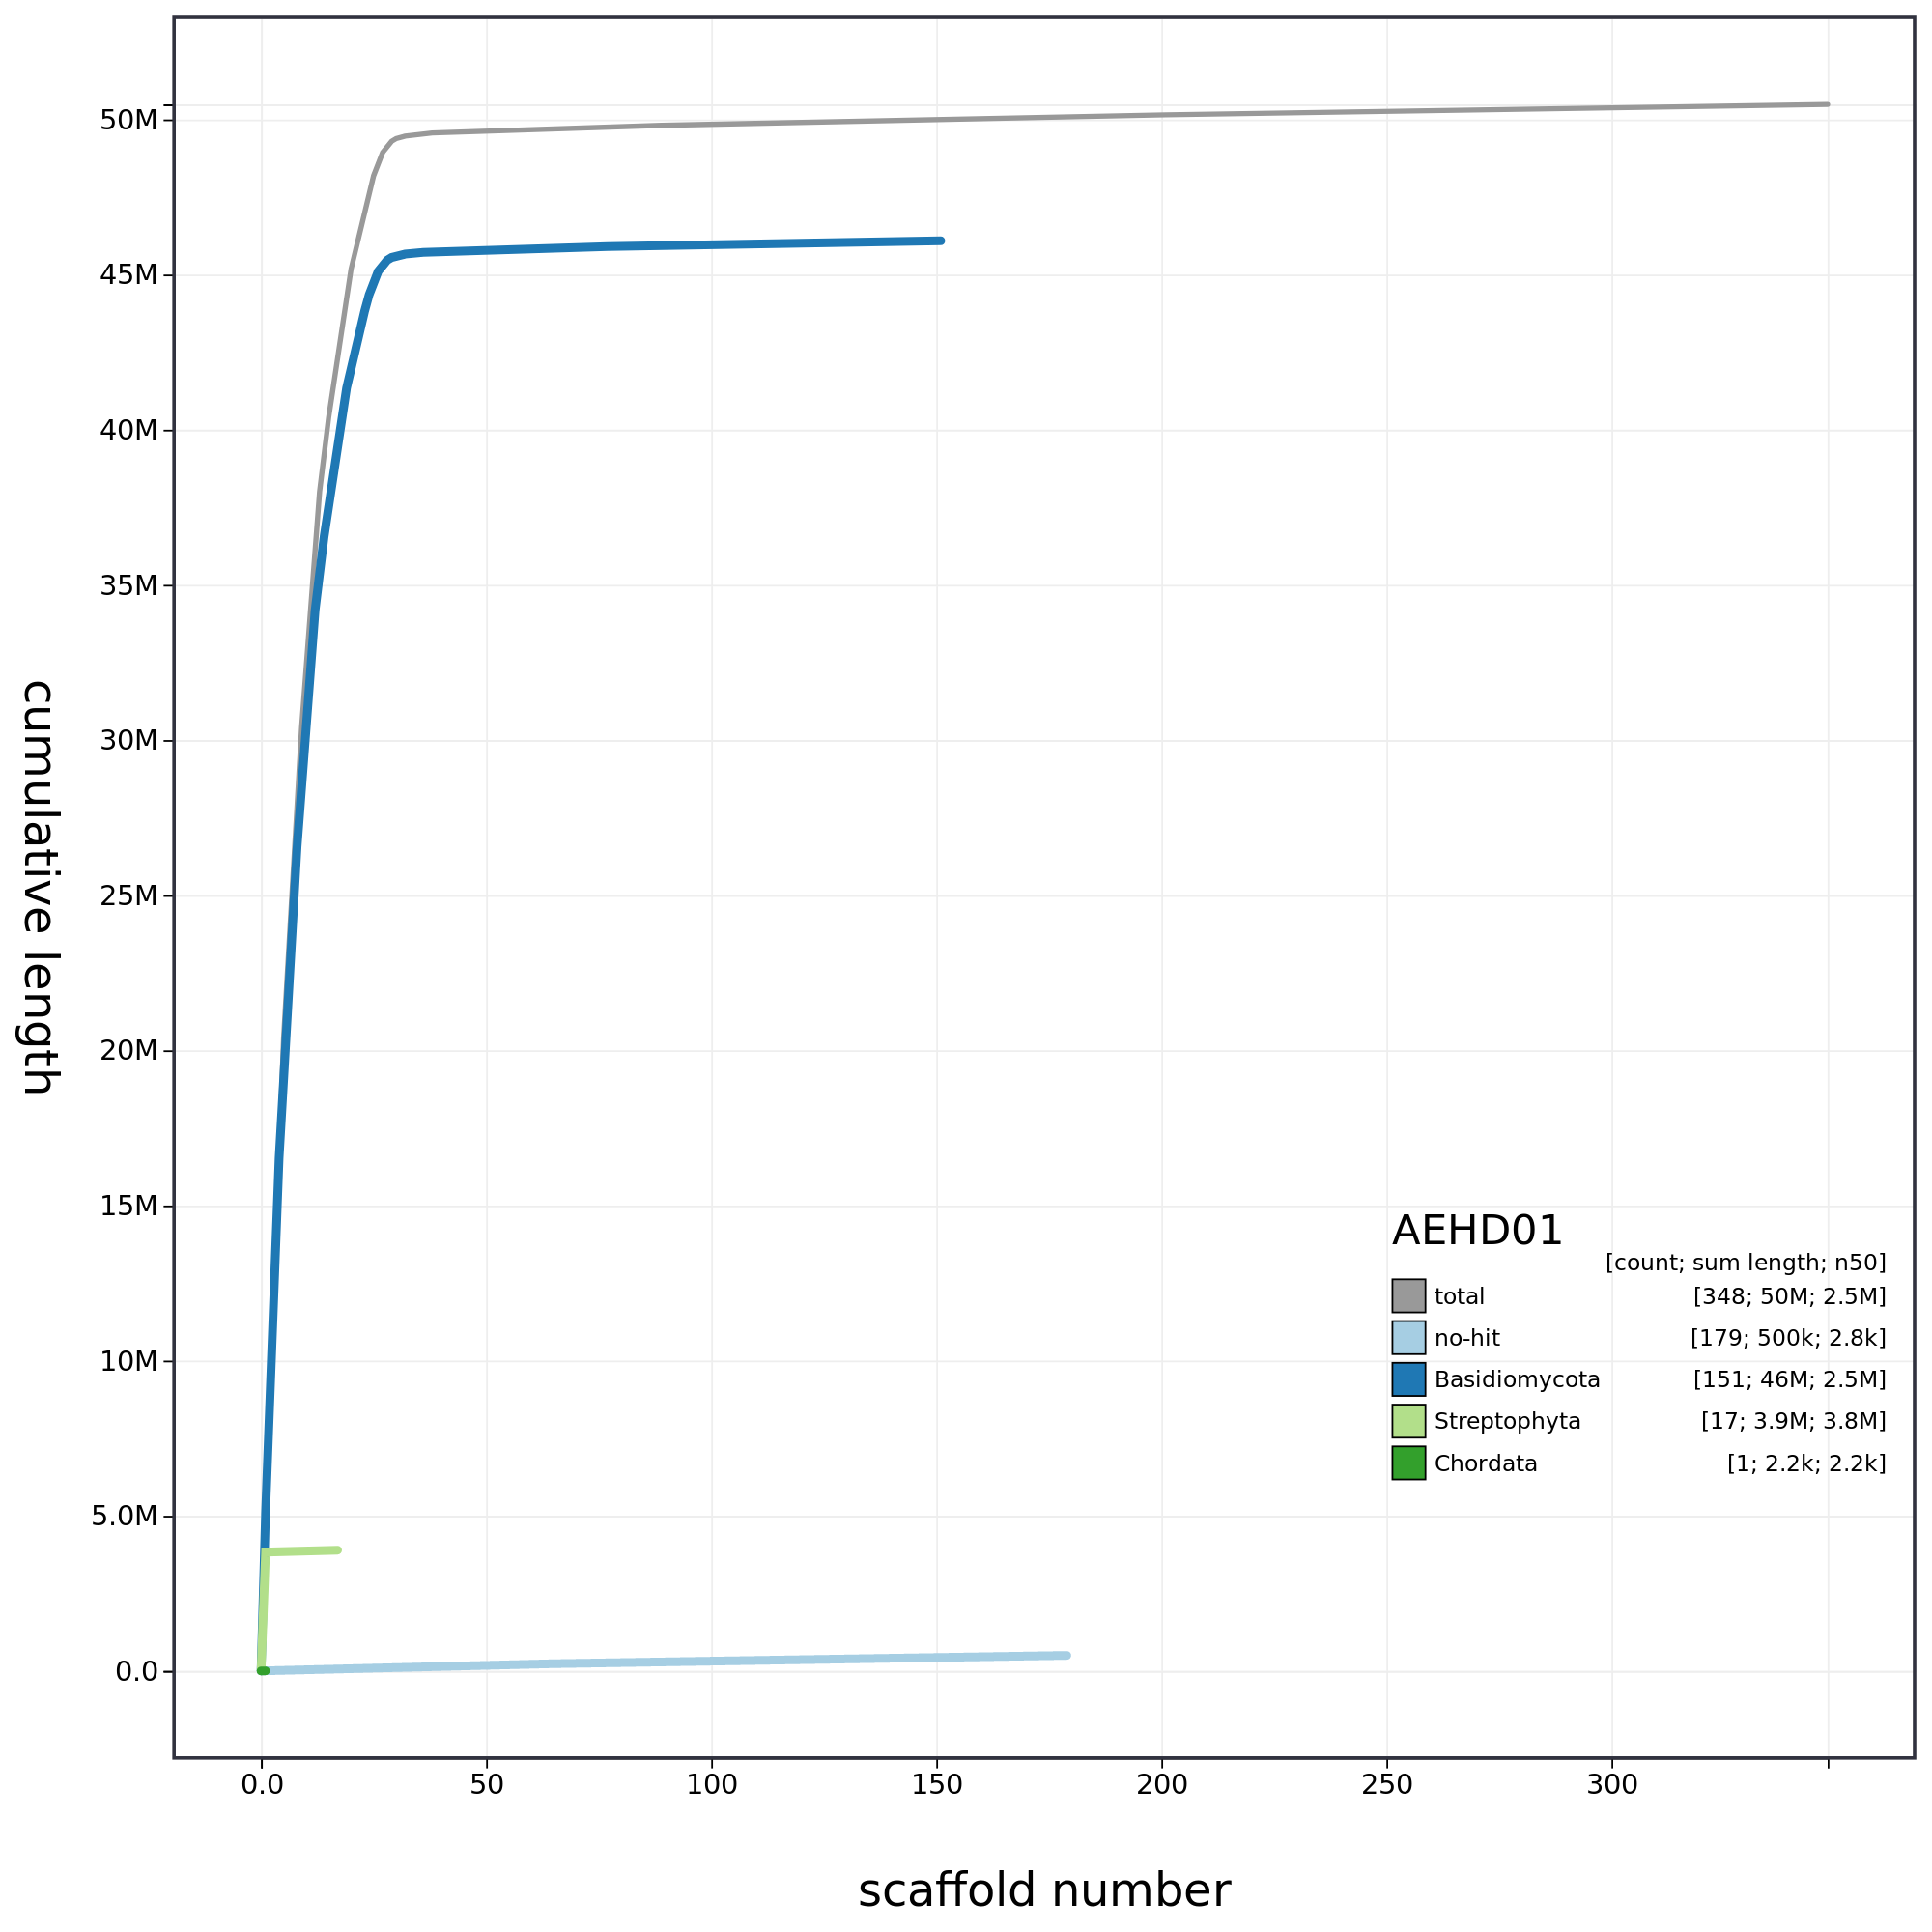 50M
45M
40M
35M
30M
25M
20M
15M
10M
5.0M
0.0
cumulative length
AEHD01
[count; sum length; n50]
total [348; 50M; 2.5M]
no-hit [179; 500k; 2.8k]
Basidiomycota [151; 46M; 2.5M]
Streptophyta [17; 3.9M; 3.8M]
Chordata [1; 2.2k; 2.2k]
0.0 50 100 150 200 250 300
scaffold number